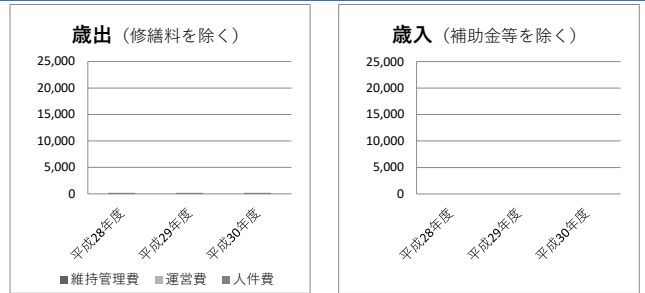 歳出（修繕料を除く）
25,000
20,000
15,000
10,000
5,000
0
平成28年度
平成29年度
平成30年度
■維持管理費 ■運営費 ■人件費
歳入（補助金等を除く）
25,000
20,000
15,000
10,000
5,000
0
平成28年度
平成29年度
平成30年度